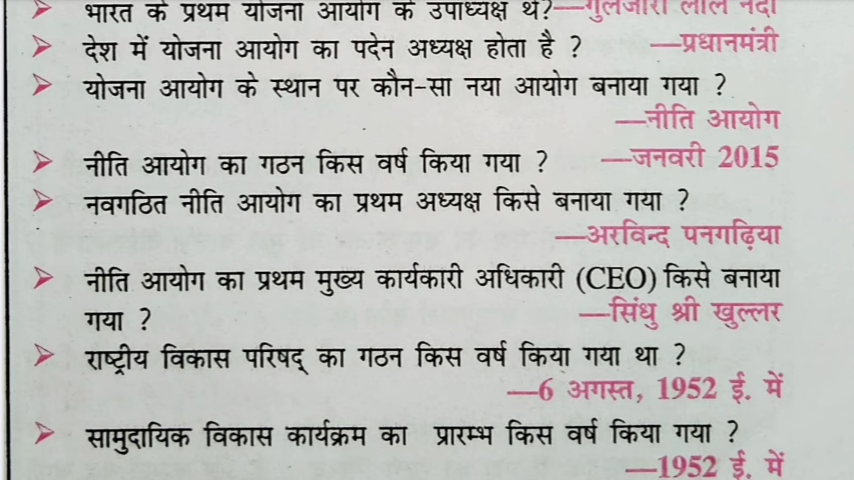 ➤ भारत के प्रथम योजना आयोग के उपाध्यक्ष थे?—गुलजारी लाल नंदा
➤ देश में योजना आयोग का पदेन अध्यक्ष होता है ? —प्रधानमंत्री
➤ योजना आयोग के स्थान पर कौन-सा नया आयोग बनाया गया ?
—नीति आयोग
➤ नीति आयोग का गठन किस वर्ष किया गया ? —जनवरी 2015
➤ नवगठित नीति आयोग का प्रथम अध्यक्ष किसे बनाया गया ?
—अरविन्द पनगढ़िया
➤ नीति आयोग का प्रथम मुख्य कार्यकारी अधिकारी (CEO) किसे बनाया
गया ? —सिंधु श्री खुल्लर
➤ राष्ट्रीय विकास परिषद् का गठन किस वर्ष किया गया था ?
—6 अगस्त, 1952 ई. में
➤ सामुदायिक विकास कार्यक्रम का प्रारम्भ किस वर्ष किया गया ?
—1952 ई. में